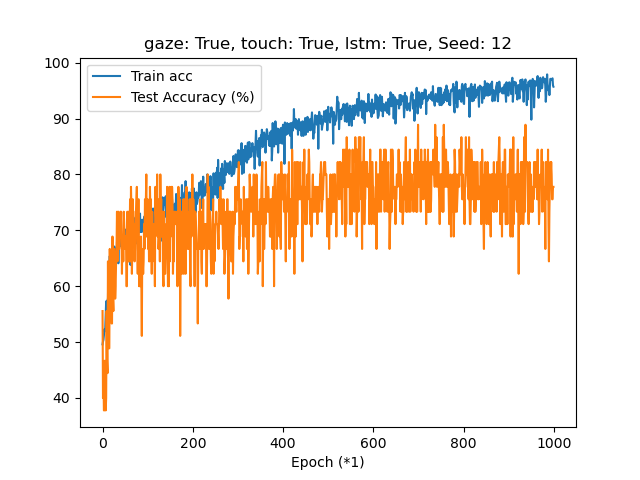 gaze: True, touch: True, lstm: True, Seed: 12
Train acc
Test Accuracy (%)
100
90
80
70
60
50
40
0 200 400 600 800 1000
Epoch (*1)